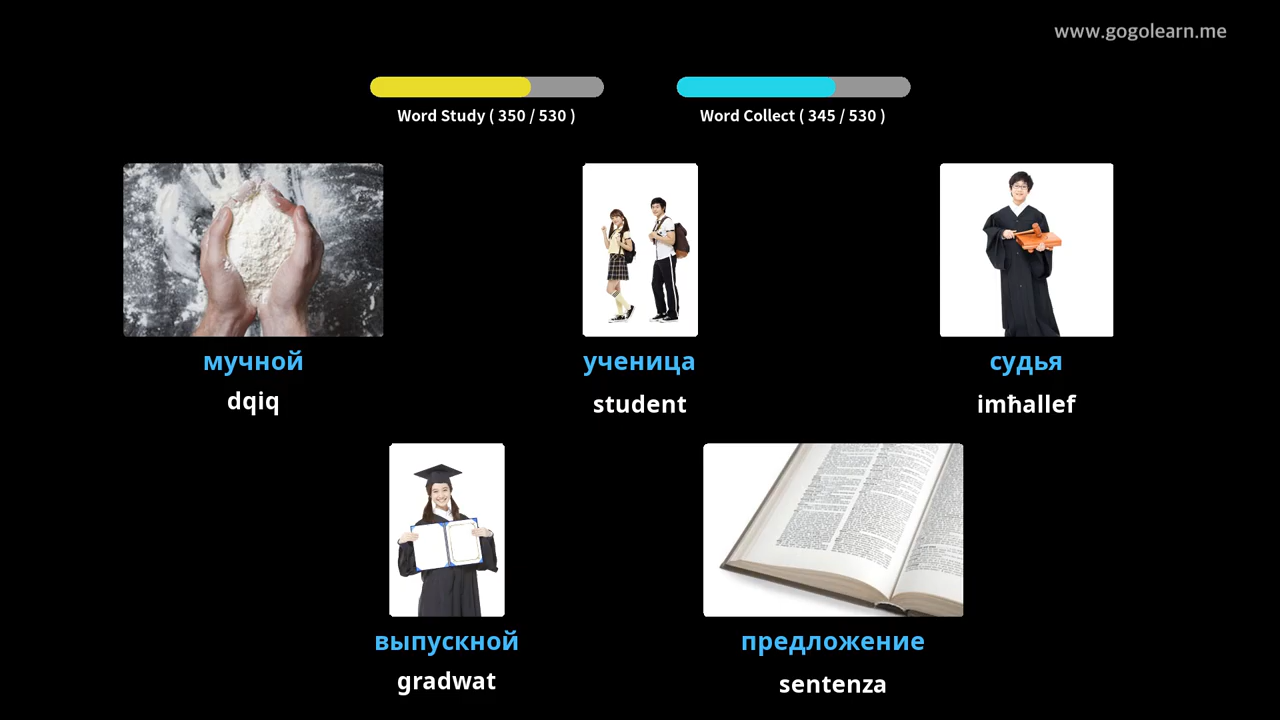 www.gogolearn.me
Word Study ( 350 / 530 )
Word Collect ( 345 / 530 )
мучной
dqiq
ученица
student
судья
imħallef
выпускной
gradwat
предложение
sentenza